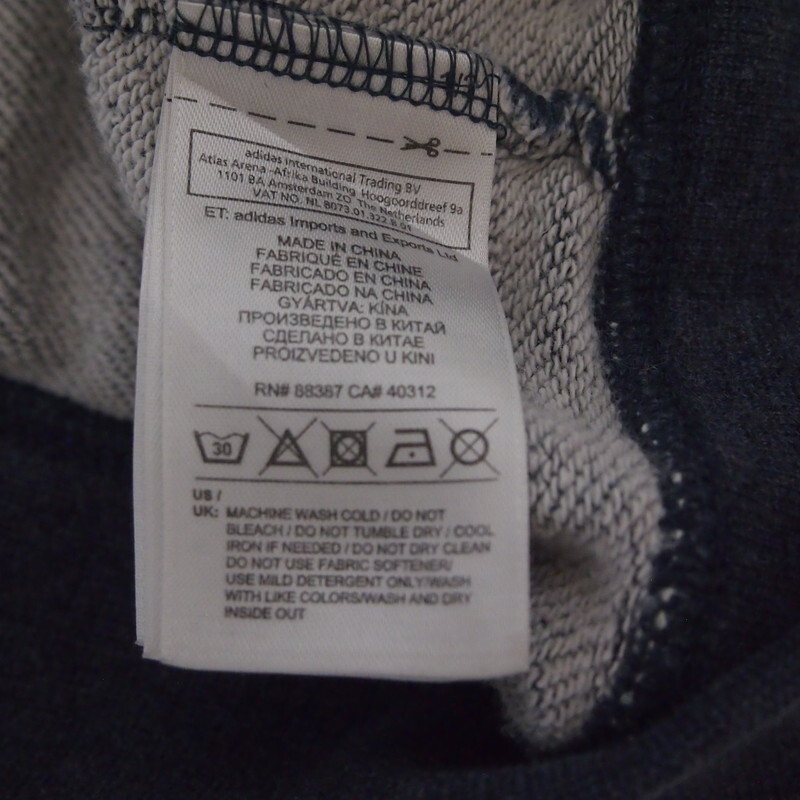 adidas International Trading BV
Atlas Arena -Afrika Building Hoogoorddreef 9a
1101 BA Amsterdam ZO The Netherlands
VAT NO. NL 8073.01.322.B.01
ET: adidas Imports and Exports Ltd
MADE IN CHINA
FABRIQUÉ EN CHINE
FABRICADO EN CHINA
FABRICADO NA CHINA
GYÁRTVA: KÍNA
ПРОИЗВЕДЕНО В КИТАЙ
СДЕЛАНО В КИТАЕ
PROIZVEDENO U KINI
RN# 88387 CA# 40312
30
US /
UK: MACHINE WASH COLD / DO NOT
BLEACH / DO NOT TUMBLE DRY / COOL
IRON IF NEEDED / DO NOT DRY CLEAN
DO NOT USE FABRIC SOFTENER/
USE MILD DETERGENT ONLY/WASH
WITH LIKE COLORS/WASH AND DRY
INSIDE OUT